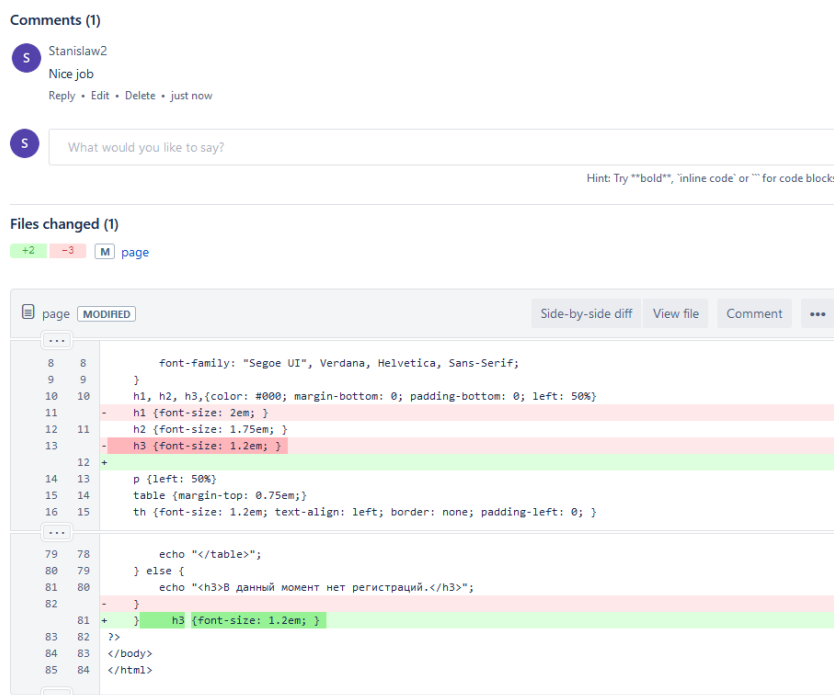 Comments (1)
S
Stanislaw2
Nice job
Reply • Edit • Delete • just now
S
What would you like to say?
Hint: Try **bold**, `inline code` or ``` for code blocks
Files changed (1)
+2 -3 M page
page MODIFIED Side-by-side diff View file Comment •••
...
8 8 font-family: "Segoe UI", Verdana, Helvetica, Sans-Serif;
9 9 }
10 10 h1, h2, h3,{color: #000; margin-bottom: 0; padding-bottom: 0; left: 50%}
11 - h1 {font-size: 2em; }
12 11 h2 {font-size: 1.75em; }
13 - h3 {font-size: 1.2em; }
12 +
14 13 p {left: 50%}
15 14 table {margin-top: 0.75em;}
16 15 th {font-size: 1.2em; text-align: left; border: none; padding-left: 0; }
...
79 78 echo "</table>";
80 79 } else {
81 80 echo "<h3>В данный момент нет регистраций.</h3>";
82 - }
81 + } h3 {font-size: 1.2em; }
83 82 ?>
84 83 </body>
85 84 </html>